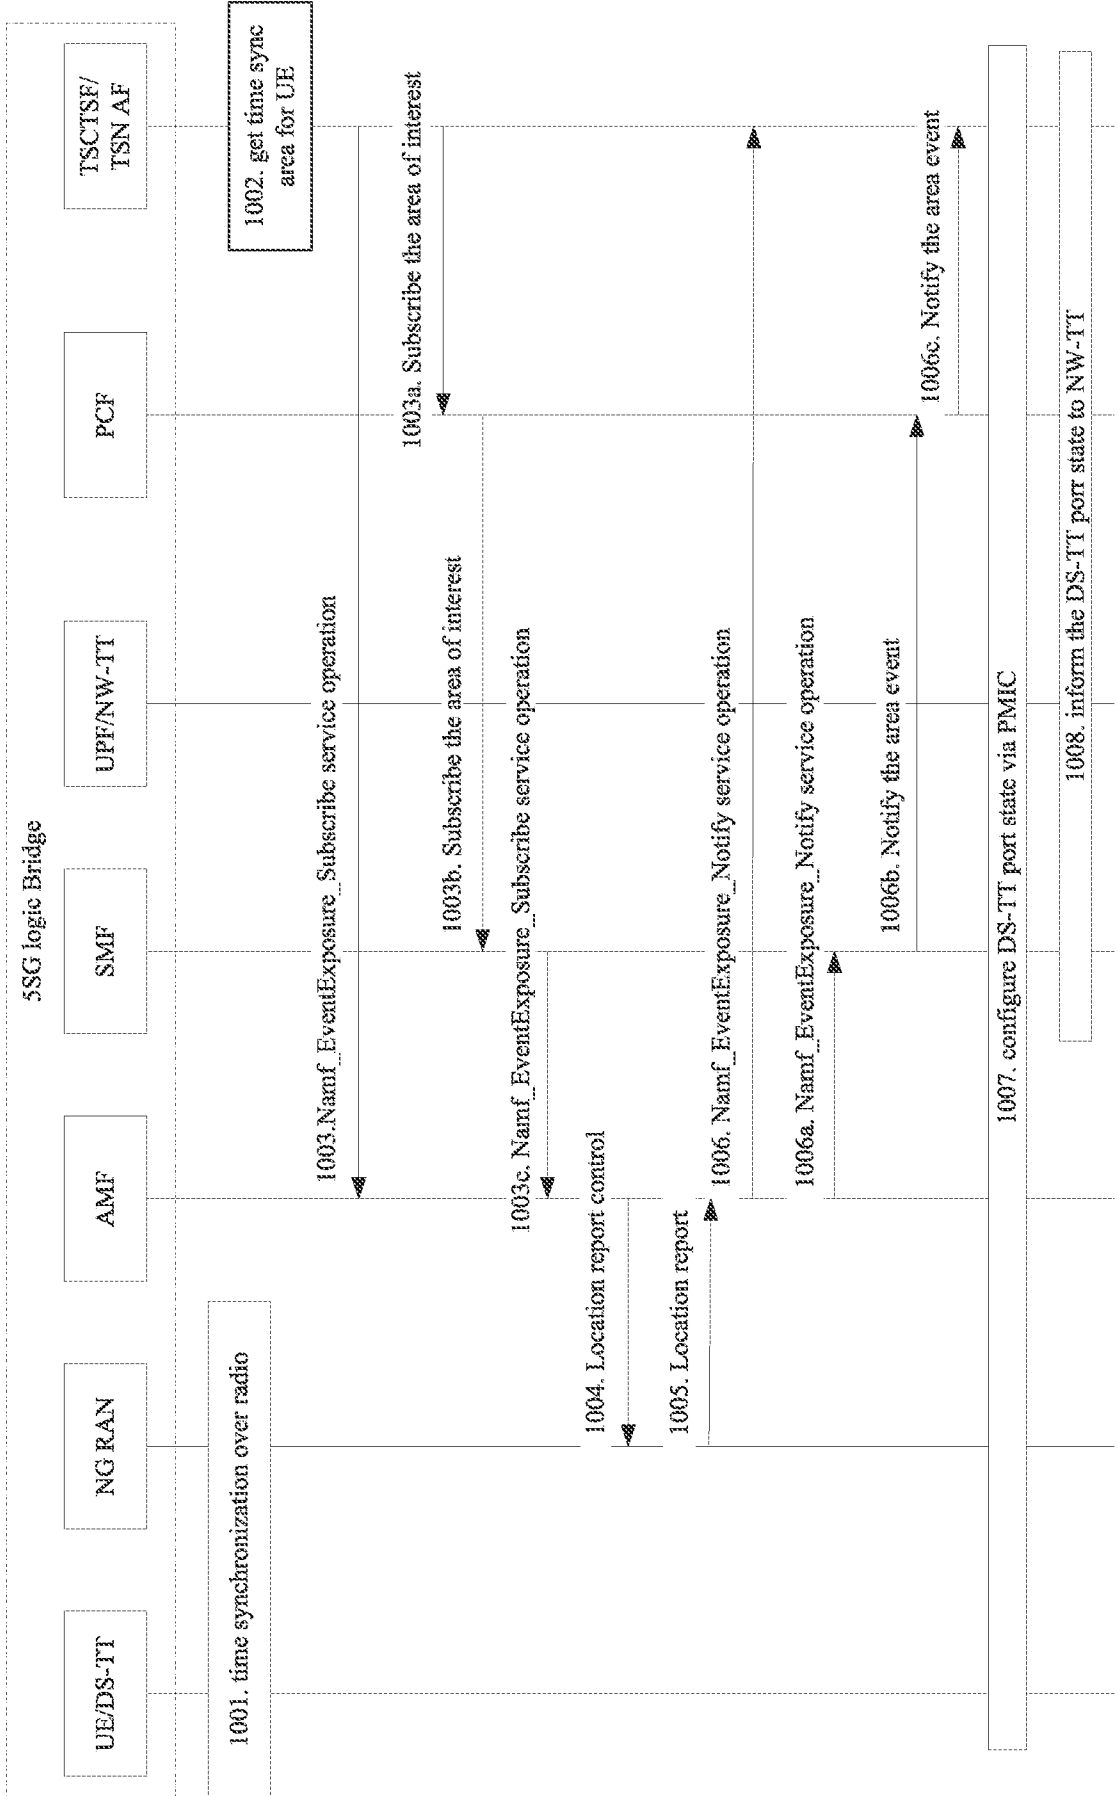 5SG logic Bridge
UE/DS-TT
NG RAN
AMF
SMF
UPF/NW-TT
PCF
TSCTSF/
TSN AF
1001. time synchronization over radio
1002. get time sync
area for UE
1003.Namf_EventExposure_Subscribe service operation
1003a. Subscribe the area of interest
1003b. Subscribe the area of interest
1003c. Namf_EventExposure_Subscribe service operation
1004. Location report control
1005. Location report
1006. Namf_EventExposure_Notify service operation
1006a. Namf_EventExposure_Notify service operation
1006b. Notify the area event
1006c. Notify the area event
1007. configure DS-TT port state via PMIC
1008. inform the DS-TT port state to NW-TT